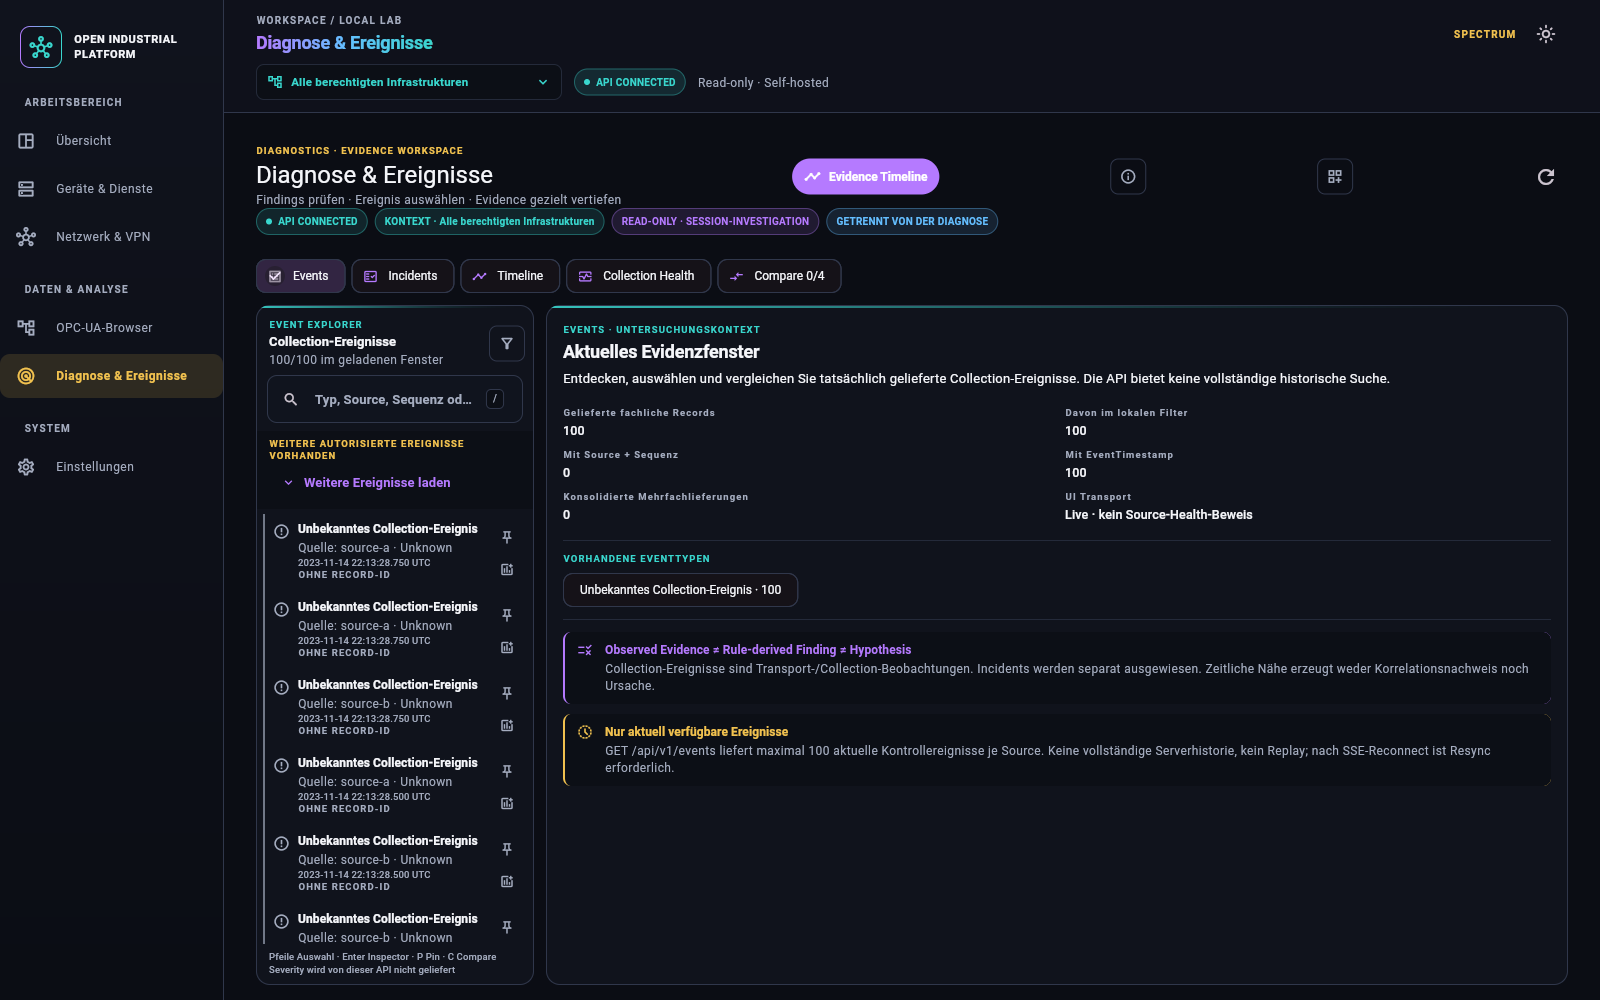 OPEN INDUSTRIAL
PLATFORM
ARBEITSBEREICH
Übersicht
Geräte & Dienste
Netzwerk & VPN
DATEN & ANALYSE
OPC-UA-Browser
Diagnose & Ereignisse
SYSTEM
Einstellungen
WORKSPACE / LOCAL LAB
Diagnose & Ereignisse
SPECTRUM
Alle berechtigten Infrastrukturen
API CONNECTED
Read-only · Self-hosted
DIAGNOSTICS · EVIDENCE WORKSPACE
Diagnose & Ereignisse
Findings prüfen · Ereignis auswählen · Evidence gezielt vertiefen
Evidence Timeline
API CONNECTED
KONTEXT · Alle berechtigten Infrastrukturen
READ-ONLY · SESSION-INVESTIGATION
GETRENNT VON DER DIAGNOSE
Events
Incidents
Timeline
Collection Health
Compare 0/4
EVENT EXPLORER
Collection-Ereignisse
100/100 im geladenen Fenster
Typ, Source, Sequenz od... /
WEITERE AUTORISIERTE EREIGNISSE
VORHANDEN
Weitere Ereignisse laden
Unbekanntes Collection-Ereignis
Quelle: source-a · Unknown
2023-11-14 22:13:28.750 UTC
OHNE RECORD-ID
Unbekanntes Collection-Ereignis
Quelle: source-a · Unknown
2023-11-14 22:13:28.750 UTC
OHNE RECORD-ID
Unbekanntes Collection-Ereignis
Quelle: source-b · Unknown
2023-11-14 22:13:28.750 UTC
OHNE RECORD-ID
Unbekanntes Collection-Ereignis
Quelle: source-a · Unknown
2023-11-14 22:13:28.500 UTC
OHNE RECORD-ID
Unbekanntes Collection-Ereignis
Quelle: source-b · Unknown
2023-11-14 22:13:28.500 UTC
OHNE RECORD-ID
Unbekanntes Collection-Ereignis
Quelle: source-b · Unknown
Pfeile Auswahl · Enter Inspector · P Pin · C Compare
Severity wird von dieser API nicht geliefert
EVENTS · UNTERSUCHUNGSKONTEXT
Aktuelles Evidenzfenster
Entdecken, auswählen und vergleichen Sie tatsächlich gelieferte Collection-Ereignisse. Die API bietet keine vollständige historische Suche.
Gelieferte fachliche Records
100
Davon im lokalen Filter
100
Mit Source + Sequenz
0
Mit EventTimestamp
100
Konsolidierte Mehrfachlieferungen
0
UI Transport
Live · kein Source-Health-Beweis
VORHANDENE EVENTTYPEN
Unbekanntes Collection-Ereignis · 100
Observed Evidence ≠ Rule-derived Finding ≠ Hypothesis
Collection-Ereignisse sind Transport-/Collection-Beobachtungen. Incidents werden separat ausgewiesen. Zeitliche Nähe erzeugt weder Korrelationsnachweis noch
Ursache.
Nur aktuell verfügbare Ereignisse
GET /api/v1/events liefert maximal 100 aktuelle Kontrollereignisse je Source. Keine vollständige Serverhistorie, kein Replay; nach SSE-Reconnect ist Resync
erforderlich.